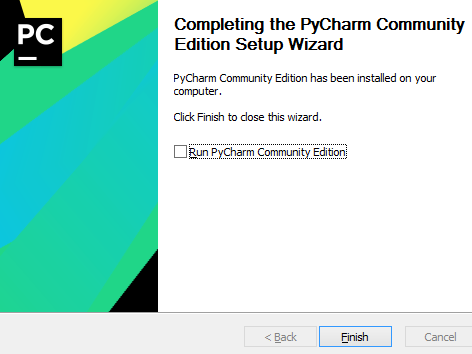 PC
Completing the PyCharm Community
Edition Setup Wizard
PyCharm Community Edition has been installed on your
computer.
Click Finish to close this wizard.
Run PyCharm Community Edition
< Back
Finish
Cancel